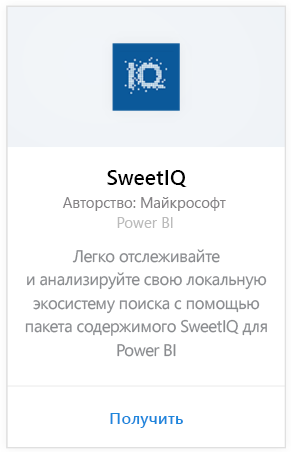 IQ
SweetIQ
Авторство: Майкрософт
Power BI
Легко отслеживайте
и анализируйте свою локальную
экосистему поиска с помощью
пакета содержимого SweetIQ для
Power BI
Получить